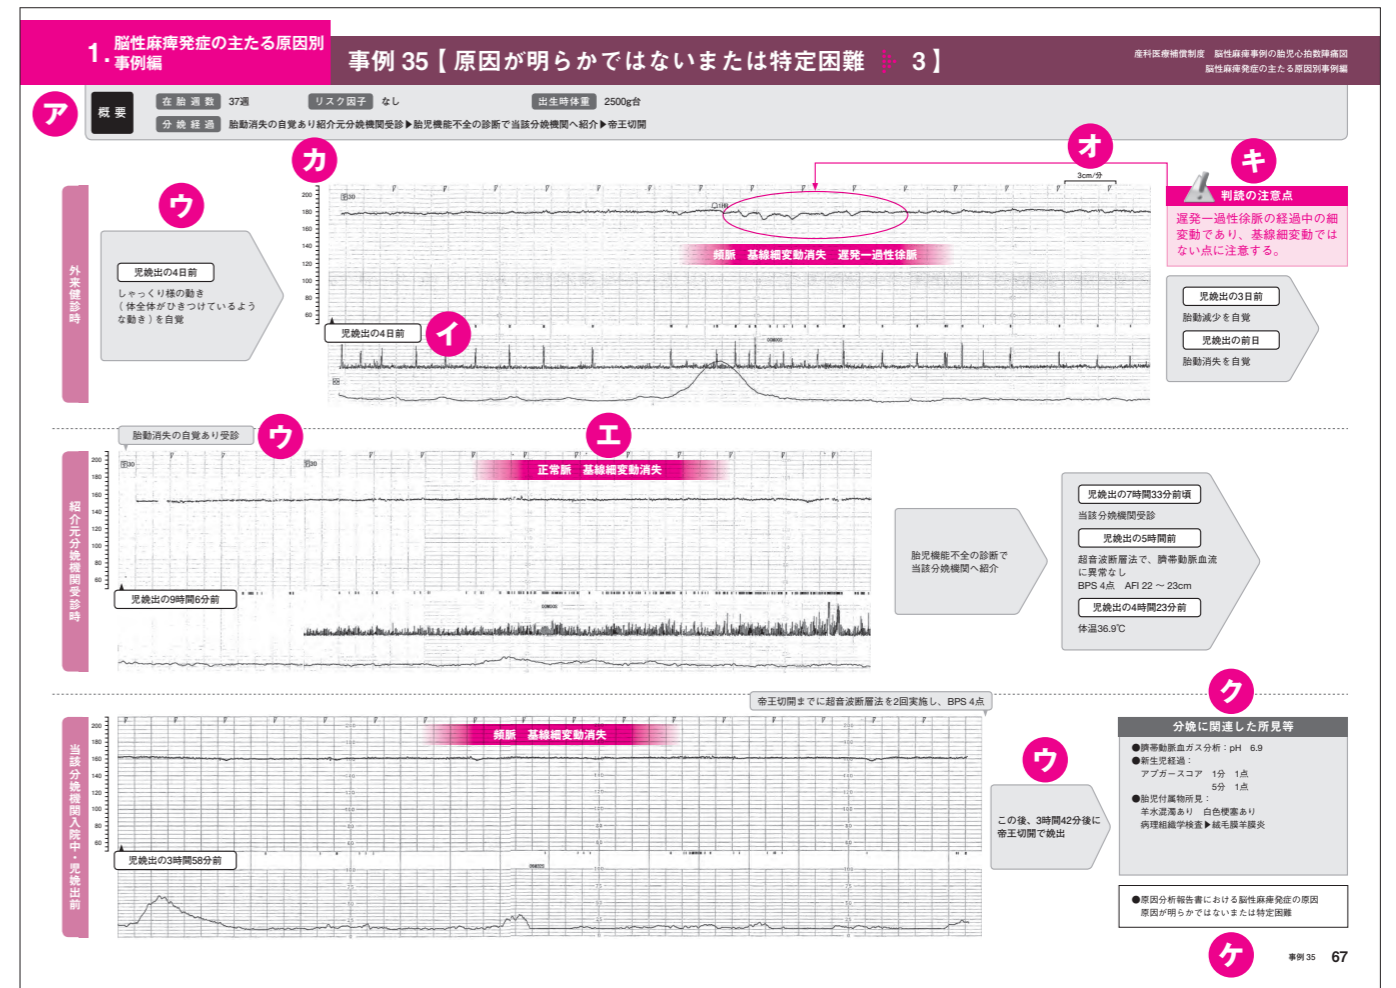 1. 脳性麻痺発症の主たる原因別
事例編
事例 35【 原因が明らかではないまたは特定困難 3 】
産科医療補償制度 脳性麻痺事例の胎児心拍数陣痛図
脳性麻痺発症の主たる原因別事例編
ア
概 要
在 胎 週 数 37週 リスク因子 なし 出生時体重 2500g台
分 娩 経 過 胎動消失の自覚あり紹介元分娩機関受診▶胎児機能不全の診断で当該分娩機関へ紹介▶帝王切開
外来健診時
ウ
児娩出の4日前
しゃっくり様の動き
( 体全体がひきつけているよう
な動き ) を自覚
カ
200
180
160
140
120
100
80
60
オ
3cm/分
頻脈 基線細変動消失 遅発一過性徐脈
児娩出の4日前
イ
キ
判読の注意点
遅発一過性徐脈の経過中の細
変動であり、基線細変動では
ない点に注意する。
児娩出の3日前
胎動減少を自覚
児娩出の前日
胎動消失を自覚
紹介元分娩機関受診時
胎動消失の自覚あり受診
ウ
エ
200
180
160
140
120
100
80
60
正常脈 基線細変動消失
児娩出の9時間6分前
胎児機能不全の診断で
当該分娩機関へ紹介
児娩出の7時間33分前頃
当該分娩機関受診
児娩出の5時間前
超音波断層法で、臍帯動脈血流
に異常なし
BPS 4点 AFI 22 ～ 23cm
児娩出の4時間23分前
体温36.9℃
当該分娩機関入院中・児娩出前
帝王切開までに超音波断層法を2回実施し、BPS 4点
200
180
160
140
120
100
80
60
頻脈 基線細変動消失
児娩出の3時間58分前
ウ
この後、3時間42分後に
帝王切開で娩出
ク
分娩に関連した所見等
●臍帯動脈血ガス分析：pH 6.9
●新生児経過：
アプガースコア 1分 1点
5分 1点
●胎児付属物所見：
羊水混濁あり 白色梗塞あり
病理組織学検査▶絨毛膜羊膜炎
●原因分析報告書における脳性麻痺発症の原因
原因が明らかではないまたは特定困難
ケ
事例 35 67